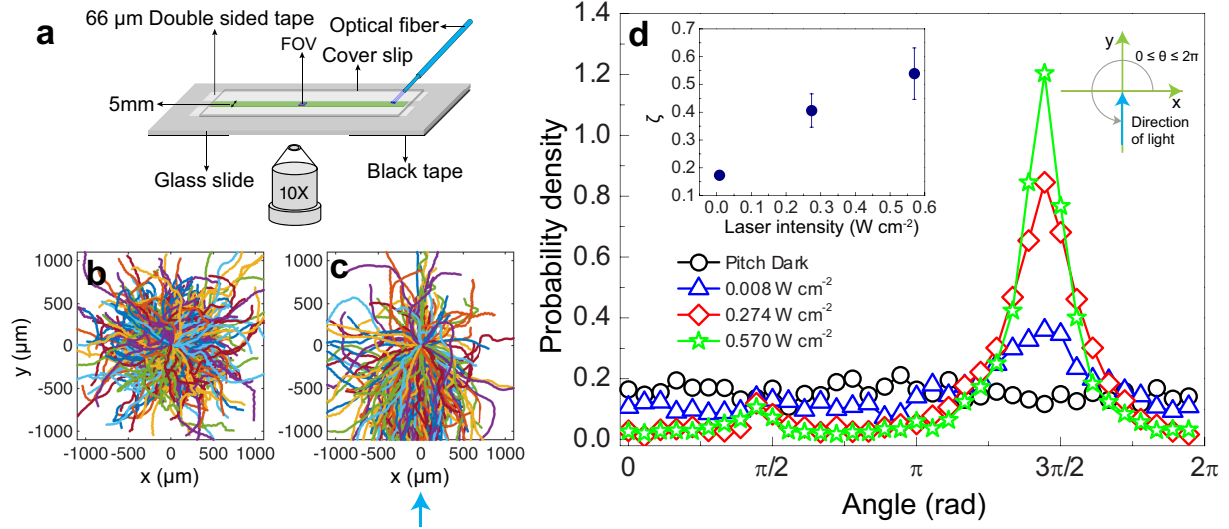 a
66 μm Double sided tape
Optical fiber
FOV
Cover slip
5mm
Glass slide
10X
Black tape
b
1000
500
0
-500
-1000
y (μm)
-1000 -500 0 500 1000
x (μm)
c
1000
500
0
-500
-1000
-1000 -500 0 500 1000
x (μm)
d
Probability density
1.4
1.2
1.0
0.8
0.6
0.4
0.2
0.0
0 π/2 π 3π/2 2π
Angle (rad)
ζ
0.7
0.6
0.5
0.4
0.3
0.2
0.1
0.0 0.1 0.2 0.3 0.4 0.5 0.6
Laser intensity (W cm⁻²)
Pitch Dark
0.008 W cm⁻²
0.274 W cm⁻²
0.570 W cm⁻²
y
0 ≤ θ ≤ 2π
x
Direction
of light